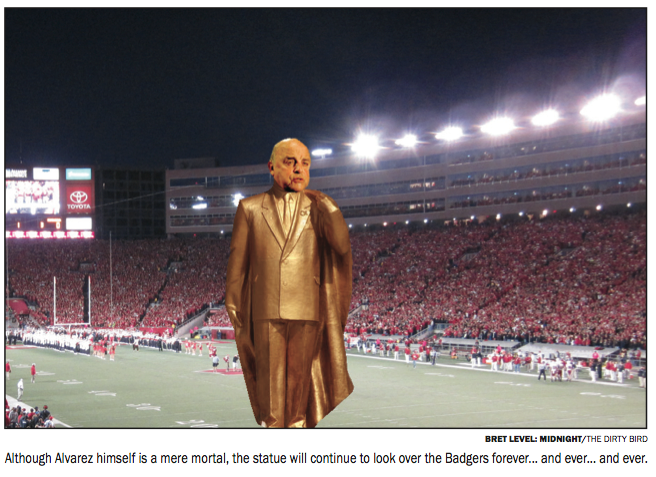 TOYOTA
BRET LEVEL: MIDNIGHT/THE DIRTY BIRD
Although Alvarez himself is a mere mortal, the statue will continue to look over the Badgers forever... and ever... and ever.